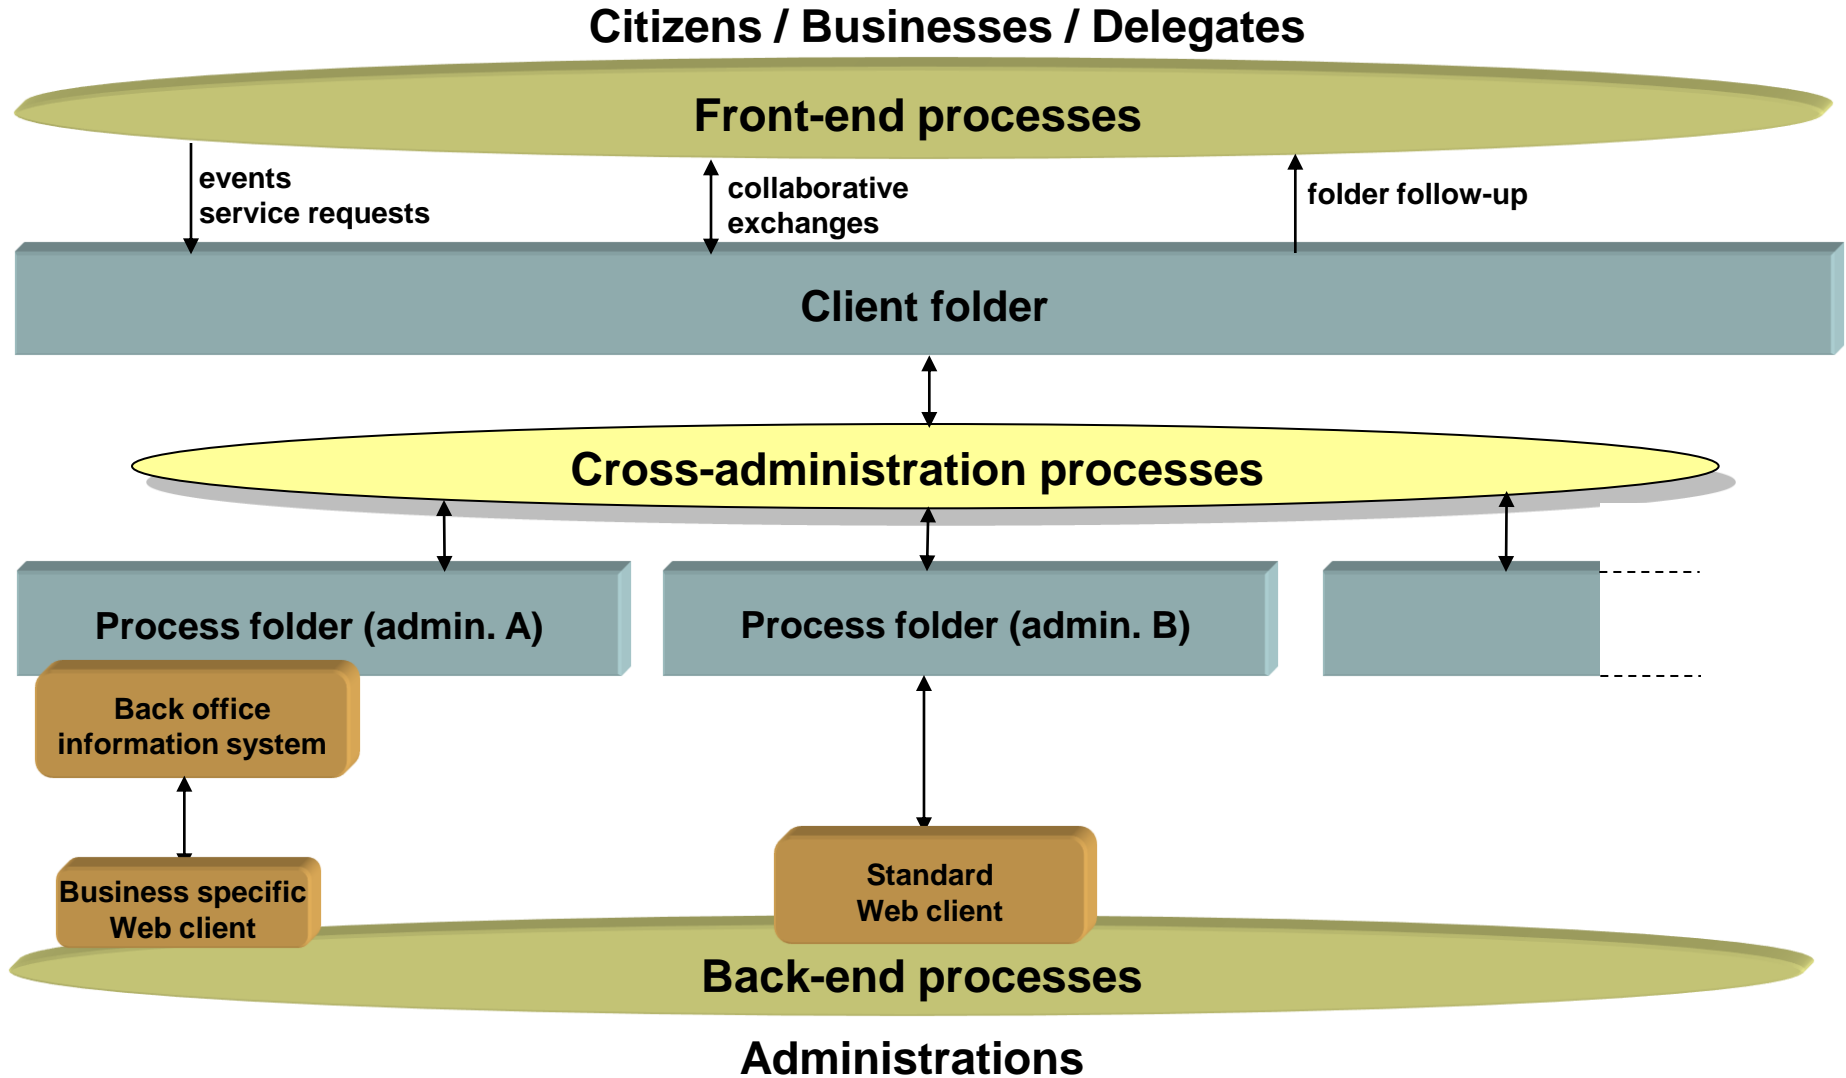 Citizens / Businesses / Delegates
Front-end processes
events
service requests
collaborative
exchanges
folder follow-up
Client folder
Cross-administration processes
Process folder (admin. A)
Process folder (admin. B)
Back office
information system
Business specific
Web client
Standard
Web client
Back-end processes
Administrations